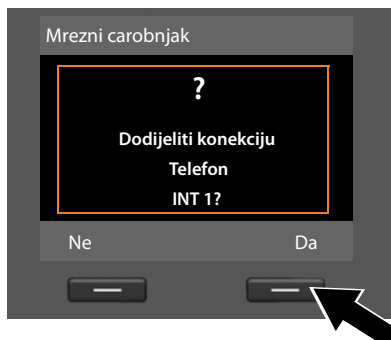 Mrezni carobnjak
?
Dodijeliti konekciju
Telefon
INT 1?
Ne Da